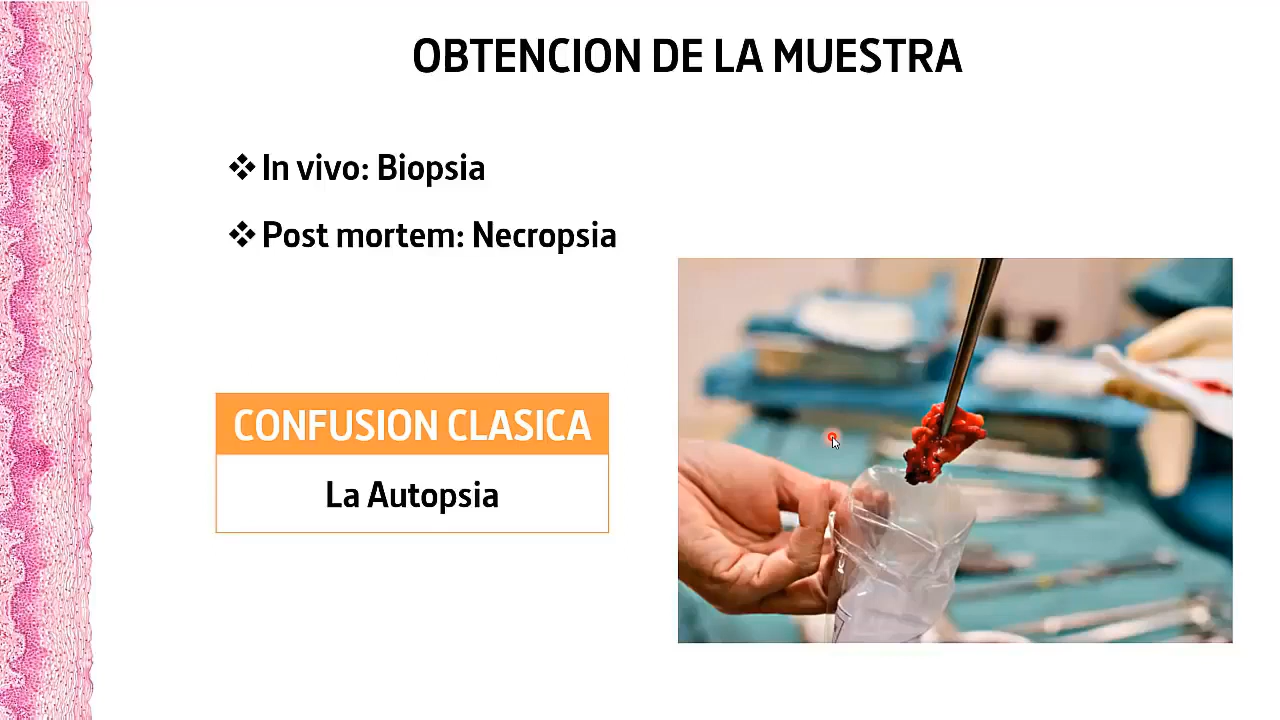 OBTENCION DE LA MUESTRA
In vivo: Biopsia
Post mortem: Necropsia
CONFUSION CLASICA
La Autopsia